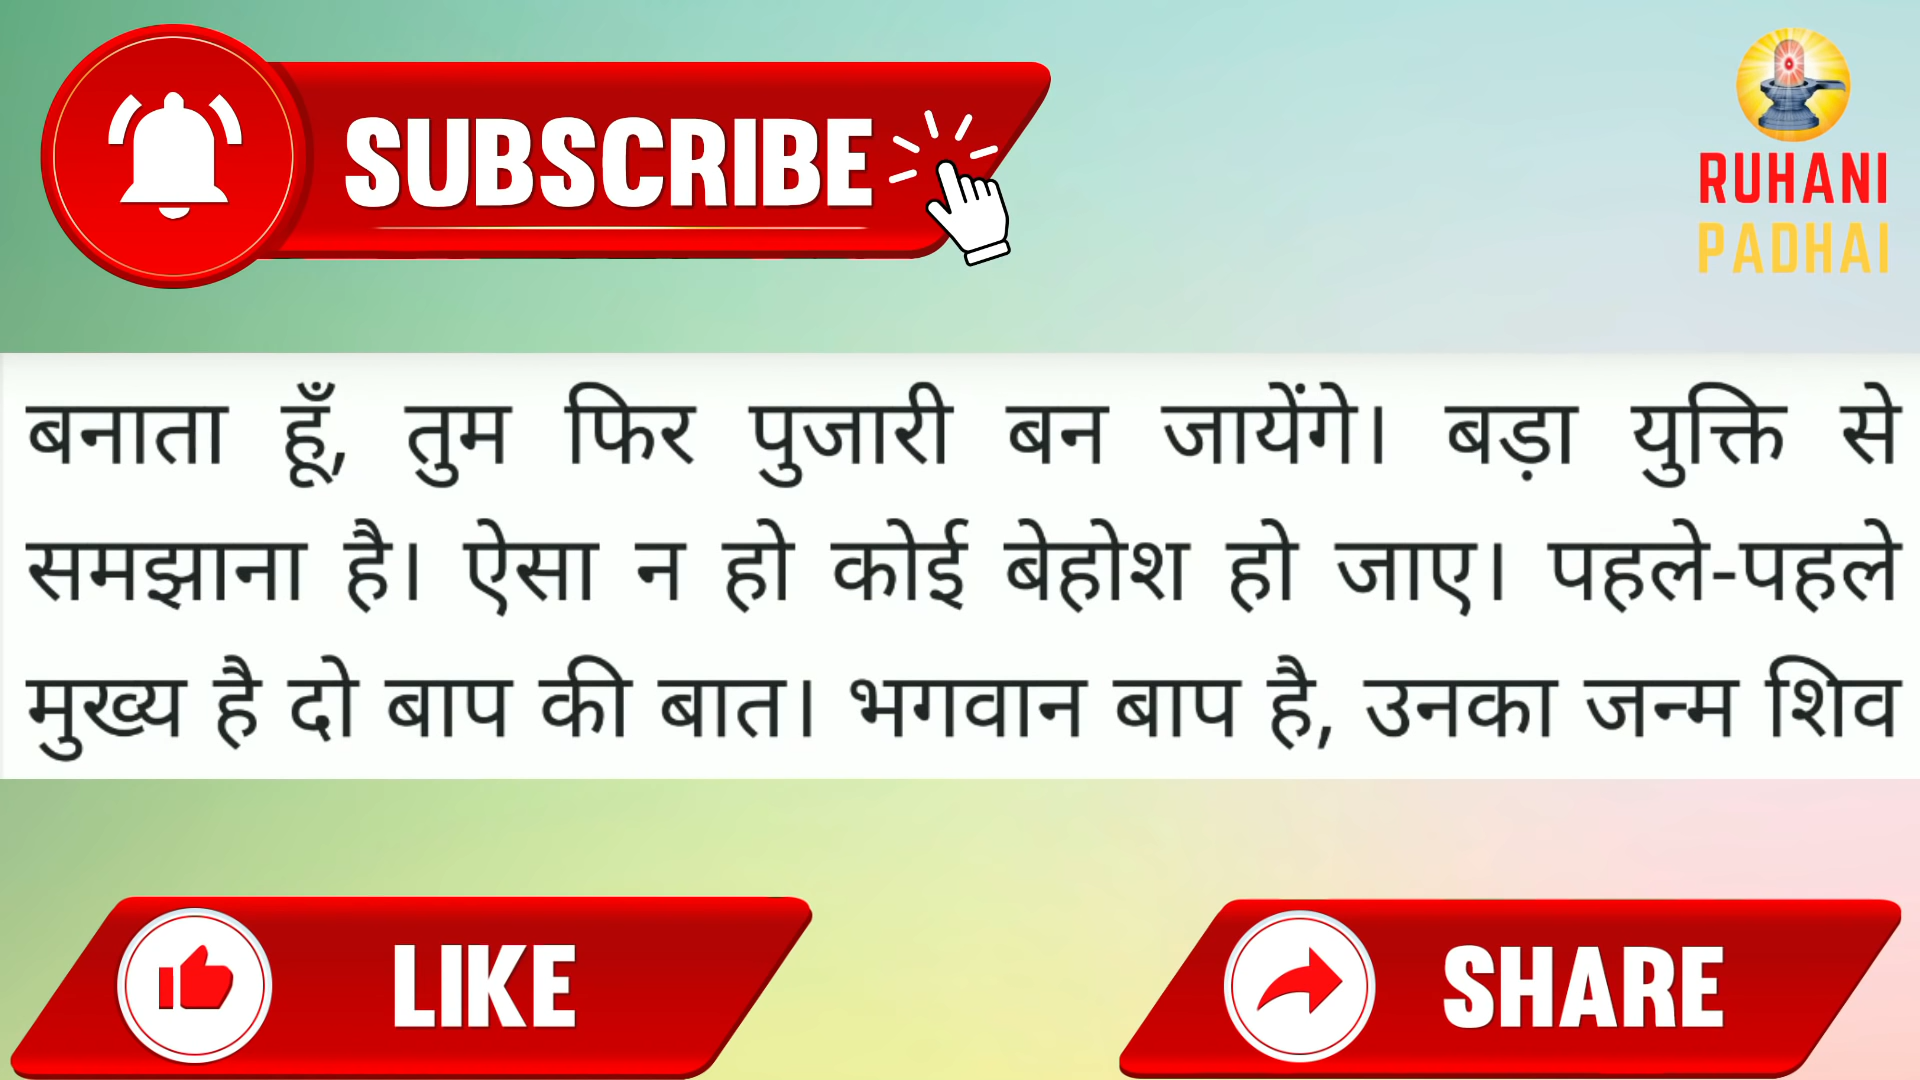 SUBSCRIBE
RUHANI
PADHAI
बनाता हूँ, तुम फिर पुजारी बन जायेंगे। बड़ा युक्ति से
समझाना है। ऐसा न हो कोई बेहोश हो जाए। पहले-पहले
मुख्य है दो बाप की बात। भगवान बाप है, उनका जन्म शिव
LIKE
SHARE